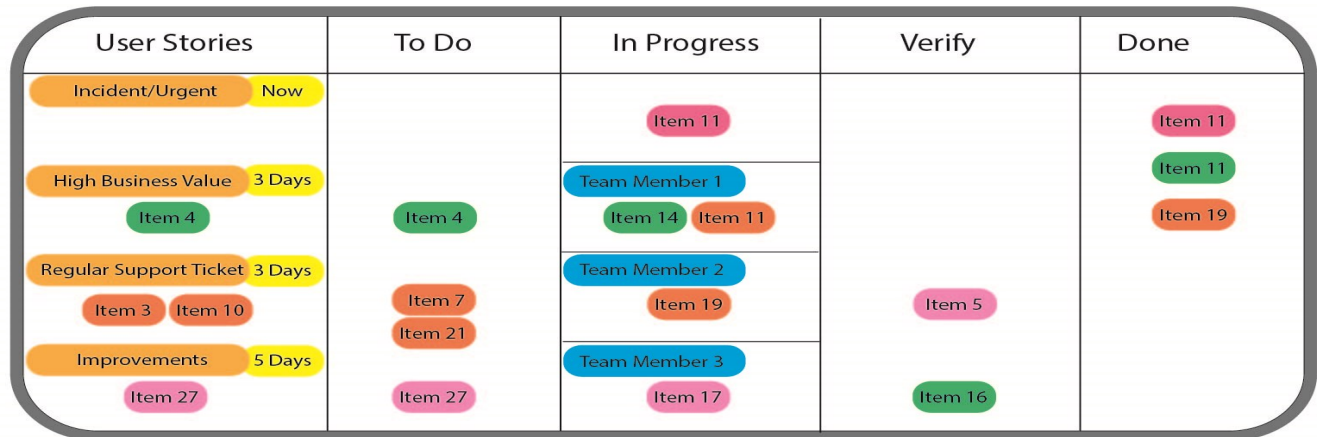 User Stories
To Do
In Progress
Verify
Done
Incident/Urgent Now
Item 11
Item 11
High Business Value 3 Days
Team Member 1
Item 11
Item 4
Item 4
Item 14 Item 11
Item 19
Regular Support Ticket 3 Days
Team Member 2
Item 3 Item 10
Item 7
Item 21
Item 19
Item 5
Improvements 5 Days
Team Member 3
Item 27
Item 27
Item 17
Item 16